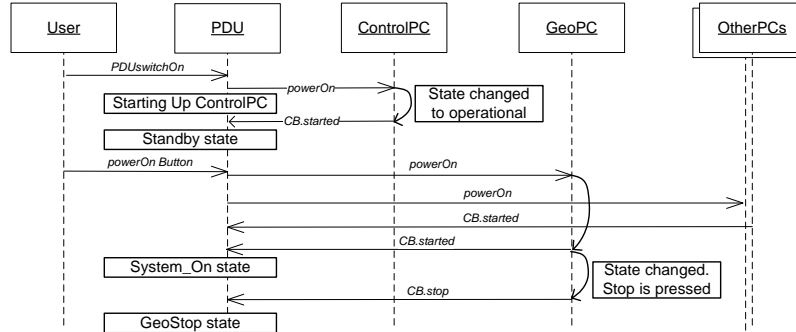 User
PDU
ControlPC
GeoPC
OtherPCs
PDUswitchOn
powerOn
Starting Up ControlPC
State changed
to operational
CB.started
Standby state
powerOn Button
powerOn
powerOn
CB.started
CB.started
System_On state
State changed.
Stop is pressed
CB.stop
GeoStop state